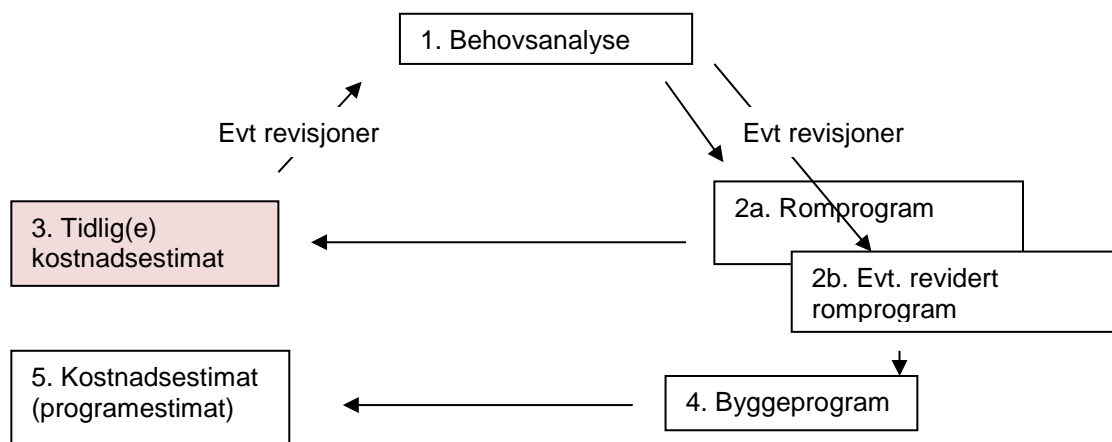 1. Behovsanalyse
Evt revisjoner
Evt revisjoner
2a. Romprogram
3. Tidlig(e)
kostnadsestimat
2b. Evt. revidert
romprogram
5. Kostnadsestimat
(programestimat)
4. Byggeprogram